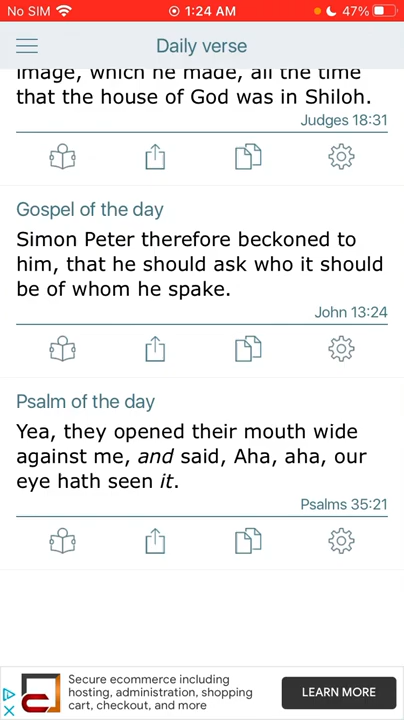 No SIM 1:24 AM 47%
Daily verse
image, which he made, all the time
that the house of God was in Shiloh.
Judges 18:31
Gospel of the day
Simon Peter therefore beckoned to
him, that he should ask who it should
be of whom he spake.
John 13:24
Psalm of the day
Yea, they opened their mouth wide
against me, and said, Aha, aha, our
eye hath seen it.
Psalms 35:21
Secure ecommerce including
hosting, administration, shopping
cart, checkout, and more
LEARN MORE